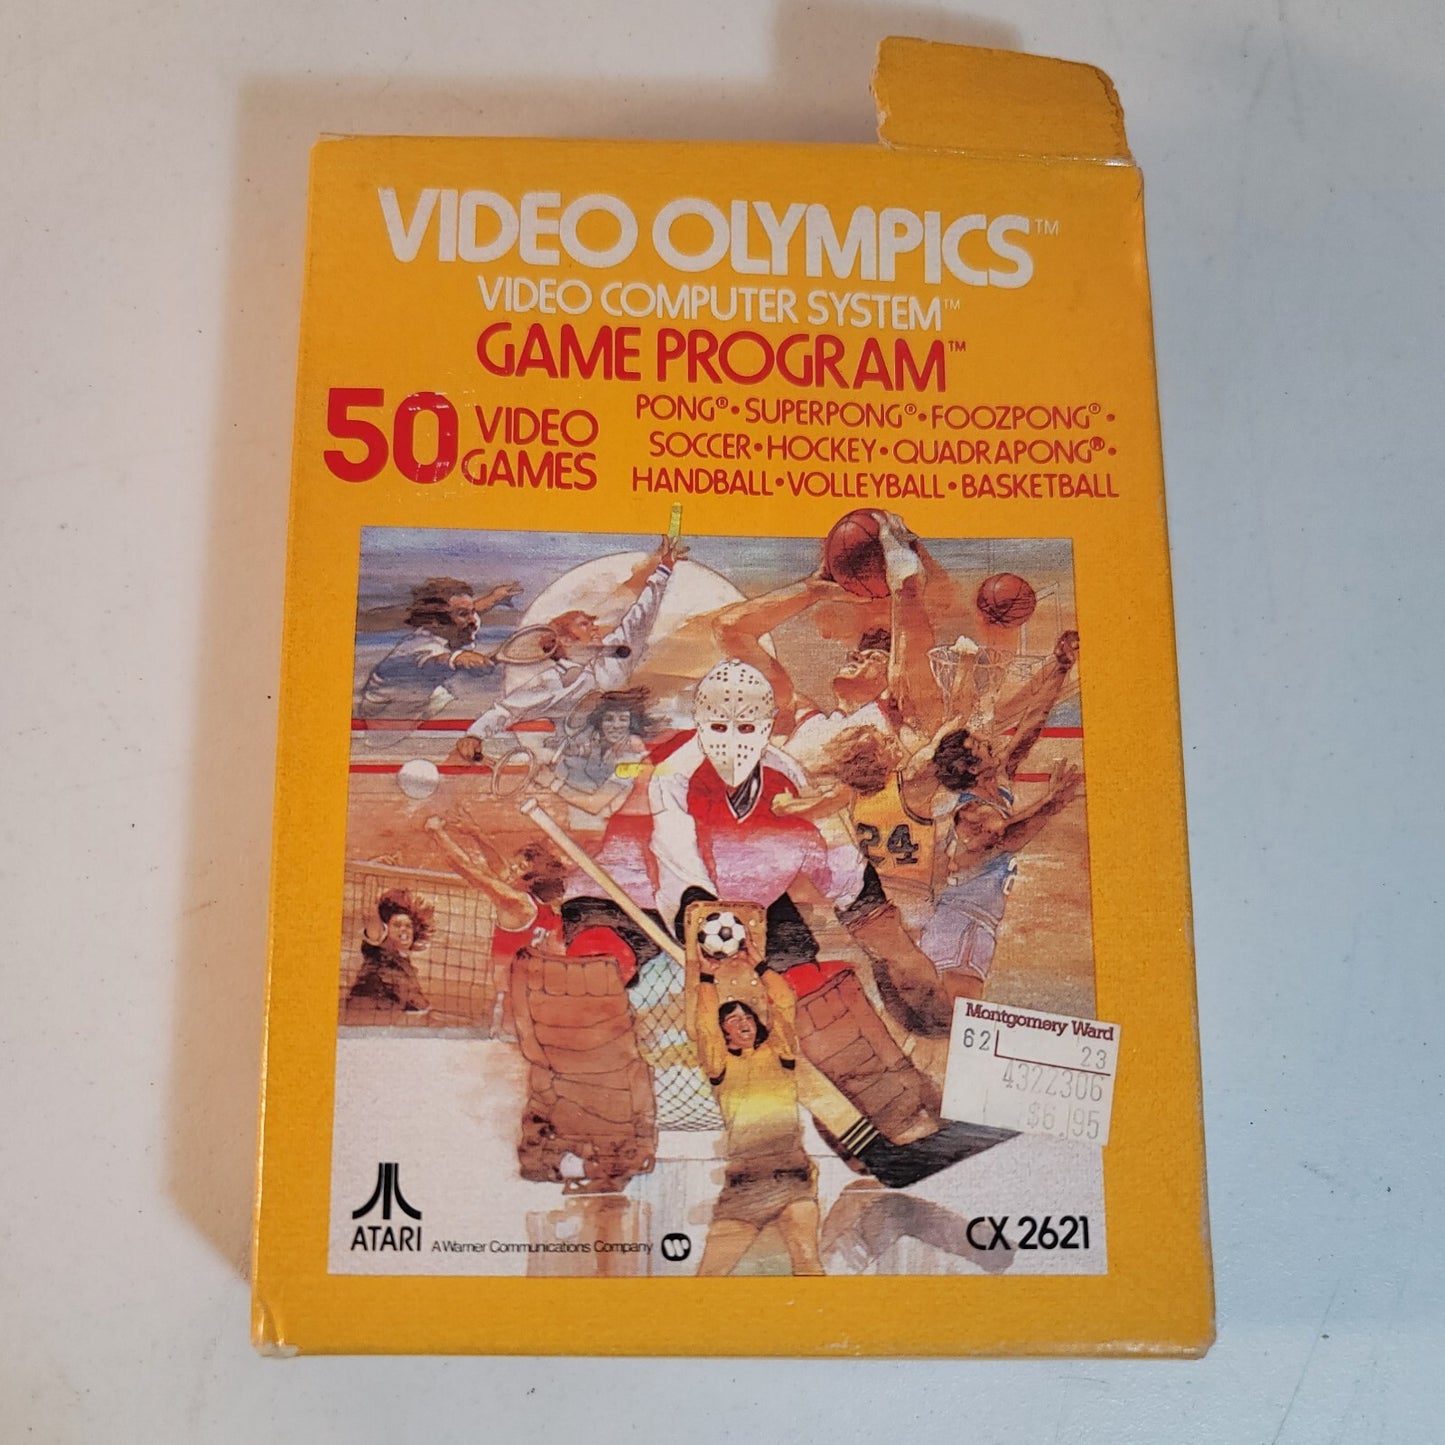 VIDEO OLYMPICS™
VIDEO COMPUTER SYSTEM™
GAME PROGRAM™
50 VIDEO GAMES
PONG®•SUPERPONG®•FOOZPONG®•
SOCCER•HOCKEY•QUADRAPONG®•
HANDBALL•VOLLEYBALL•BASKETBALL
24
Montgomery Ward
62 23
4322306
$6.95
ATARI
A Warner Communications Company
CX 2621